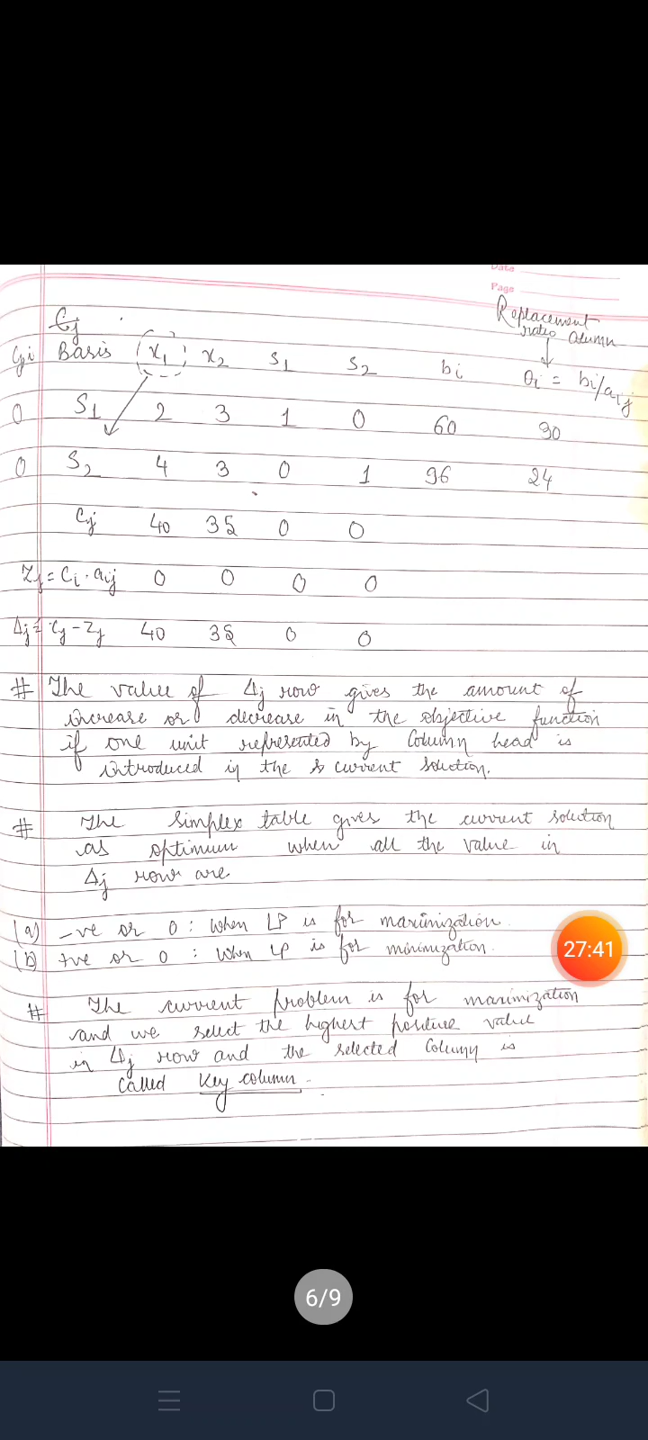 Date
Page
Replacement
ratio column
Cj
Cji Basis x₁ x₂ S₁ S₂ bi θi = bi/aij
0 S₁ 2 3 1 0 60 30
0 S₂ 4 3 0 1 96 24
Cj 40 35 0 0
Zj = Ci · aij 0 0 0 0
Δj = Cj - Zj 40 35 0 0
# The value of Δj row gives the amount of
increase or decrease in the objective function
if one unit represented by column head is
introduced in the current solution.
# The simplex table gives the current solution
as optimum when all the value in
Δj row are
(a) -ve or 0 : When LP is for maximization
(b) +ve or 0 : When LP is for minimization.
27:41
# The current problem is for maximization
and we select the highest positive value
in Δj row and the selected column is
called key column.
6/9